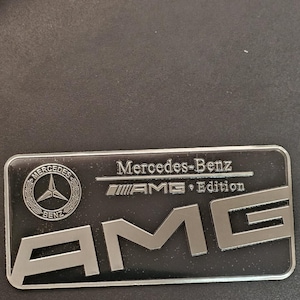 MERCEDES
BENZ
Mercedes-Benz
AMG • Edition
AMG